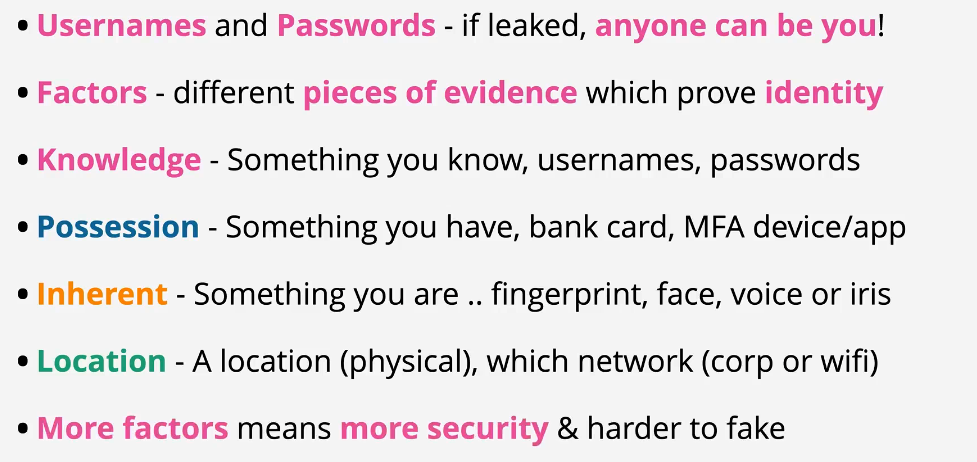 • Usernames and Passwords - if leaked, anyone can be you!
• Factors - different pieces of evidence which prove identity
• Knowledge - Something you know, usernames, passwords
• Possession - Something you have, bank card, MFA device/app
• Inherent - Something you are .. fingerprint, face, voice or iris
• Location - A location (physical), which network (corp or wifi)
• More factors means more security & harder to fake